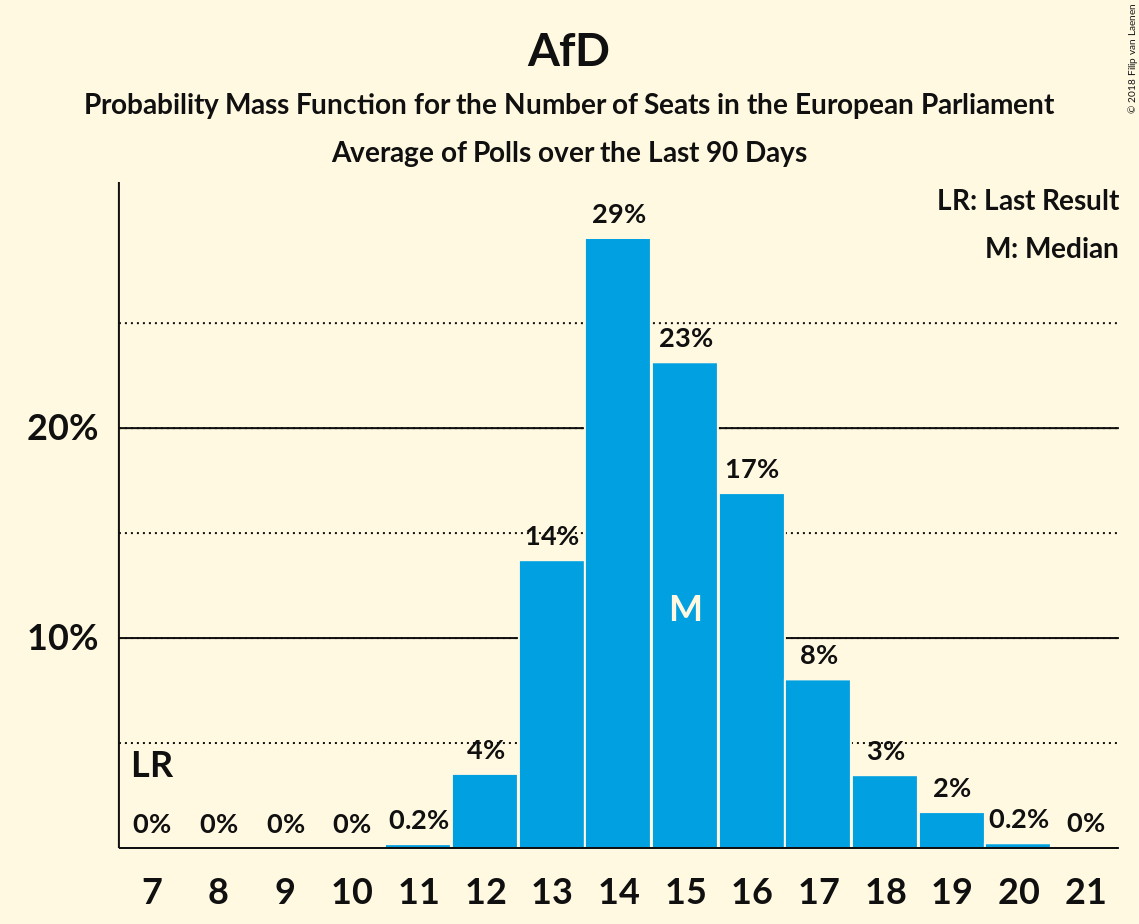 AfD
Probability Mass Function for the Number of Seats in the European Parliament
Average of Polls over the Last 90 Days
© 2018 Filip van Laenen
LR: Last Result
M: Median
29%
23%
20%
17%
14%
M
10%
8%
LR
4%
3%
2%
0% 0% 0% 0% 0.2% 0.2% 0%
7 8 9 10 11 12 13 14 15 16 17 18 19 20 21